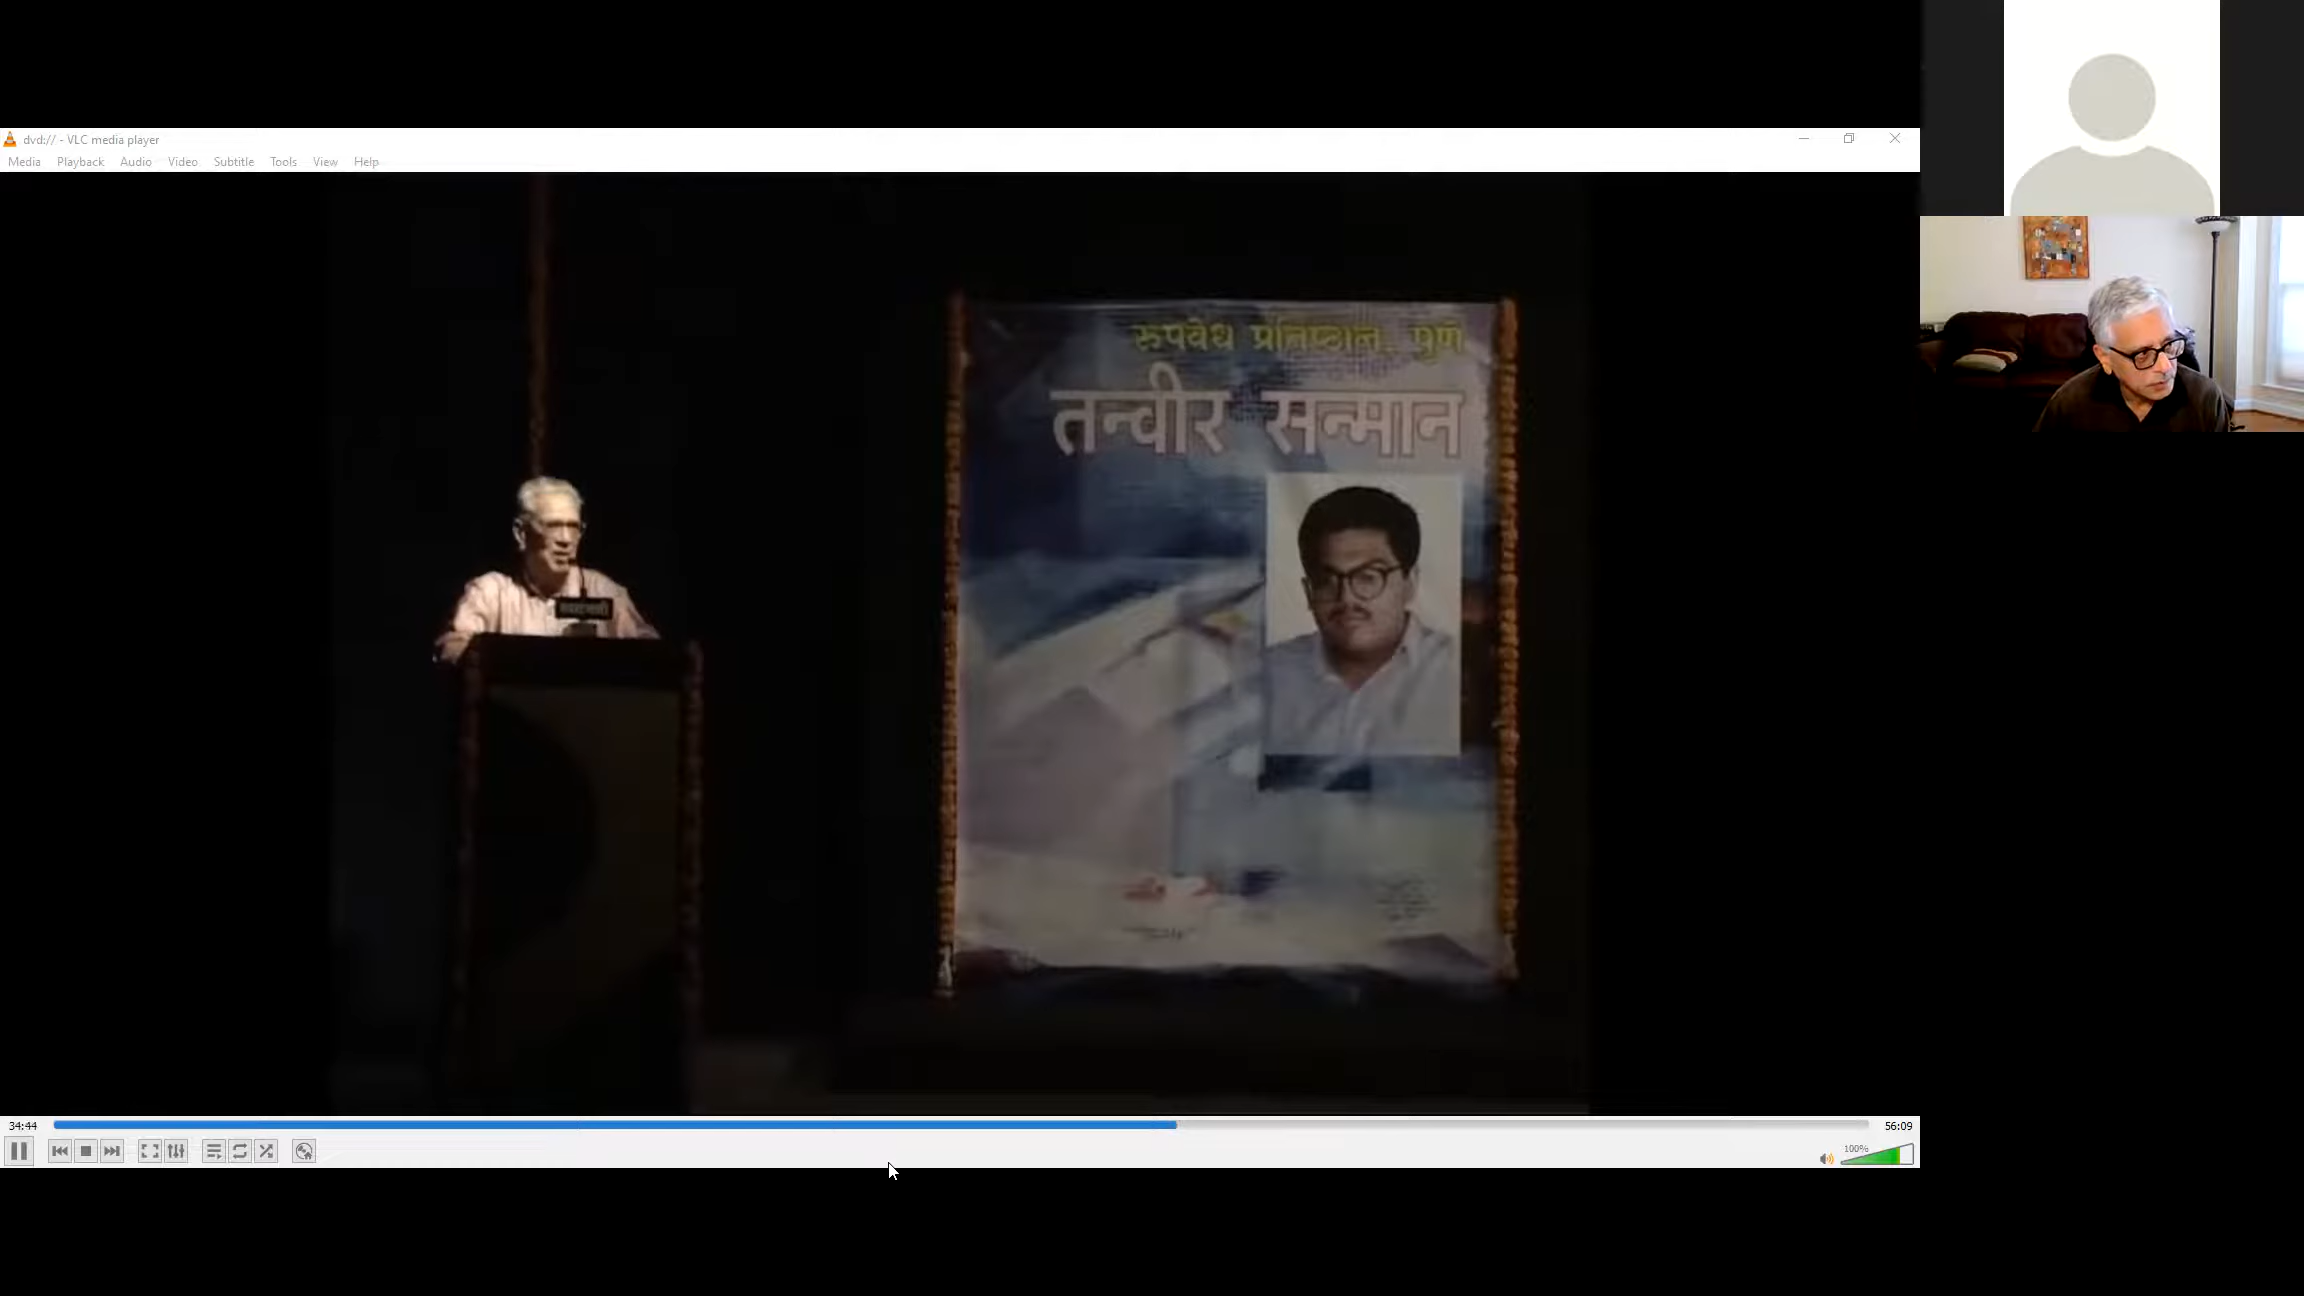 dvd:// - VLC media player
Media Playback Audio Video Subtitle Tools View Help
रुपवेध प्रतिष्ठान, पुणे
तन्वीर सन्मान
34:44
56:09
100%